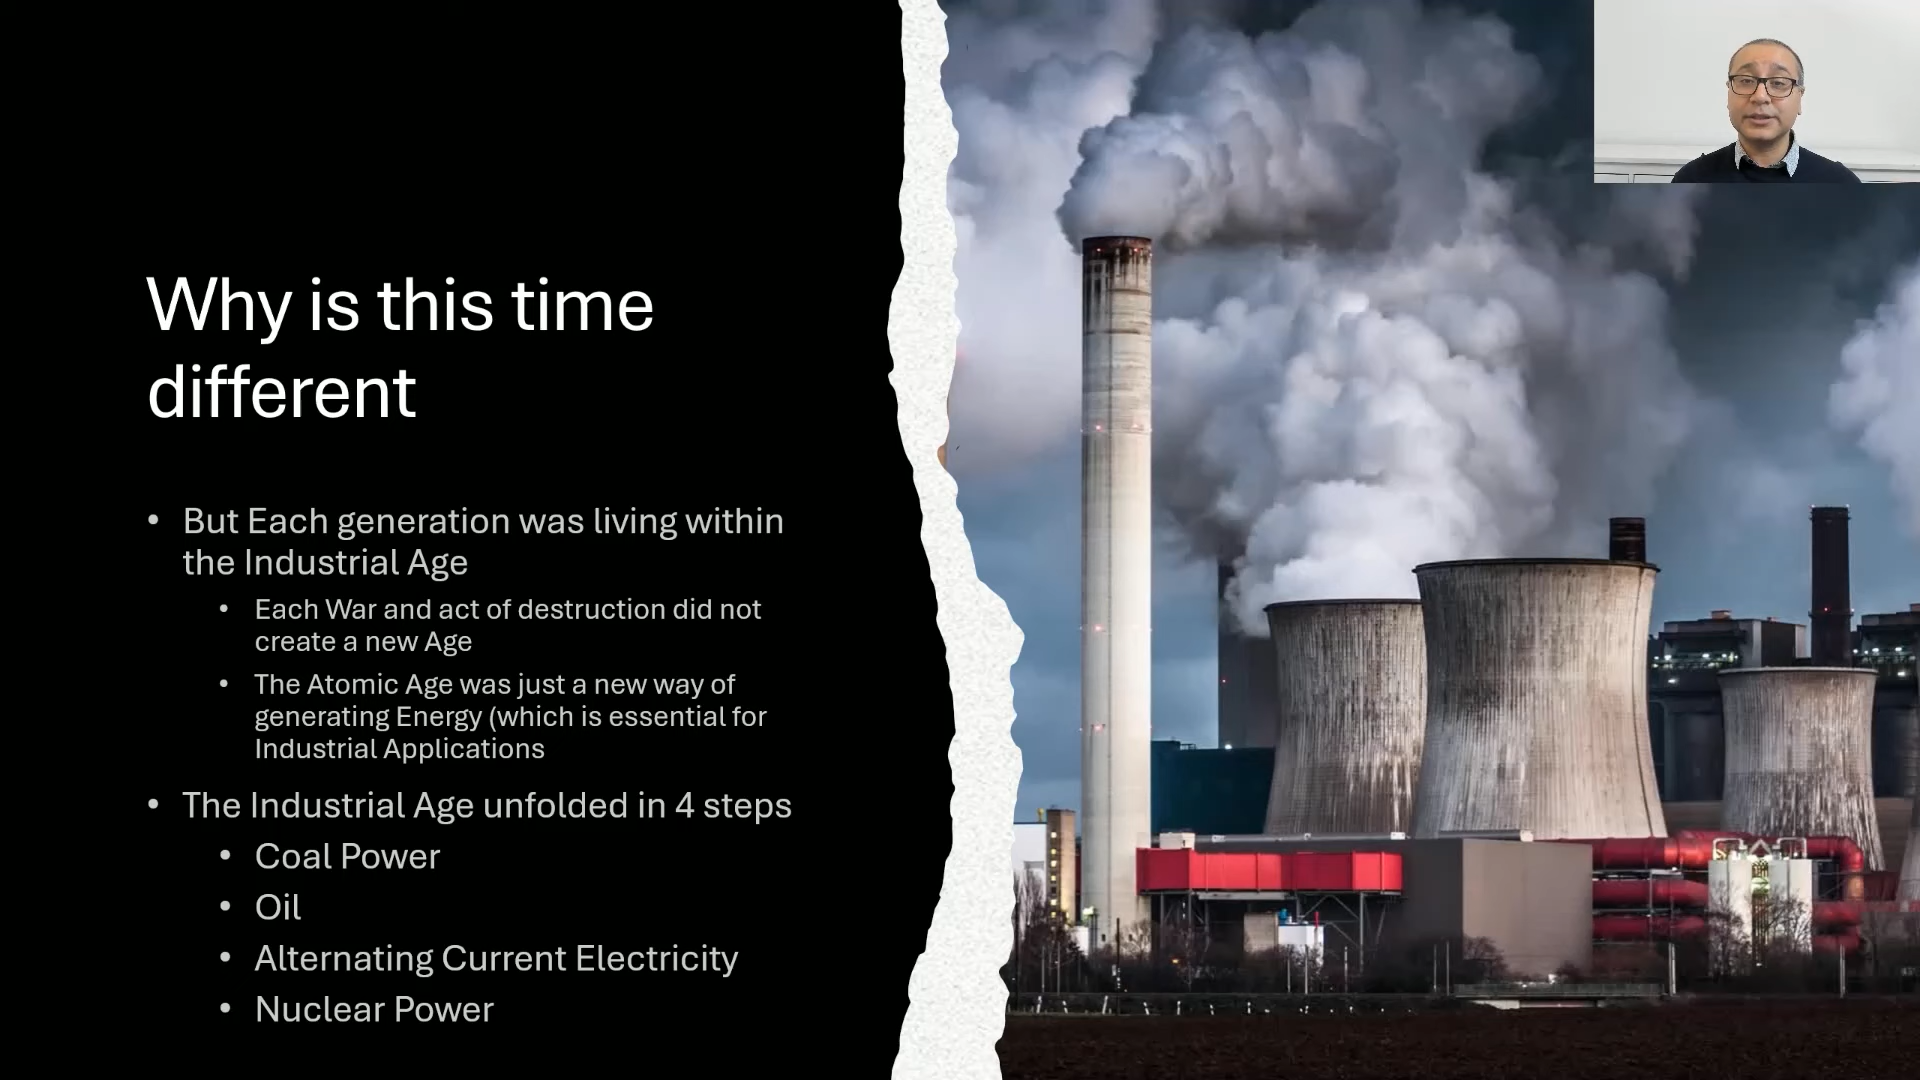 Why is this time
different
• But Each generation was living within
the Industrial Age
• Each War and act of destruction did not
create a new Age
• The Atomic Age was just a new way of
generating Energy (which is essential for
Industrial Applications
• The Industrial Age unfolded in 4 steps
• Coal Power
• Oil
• Alternating Current Electricity
• Nuclear Power